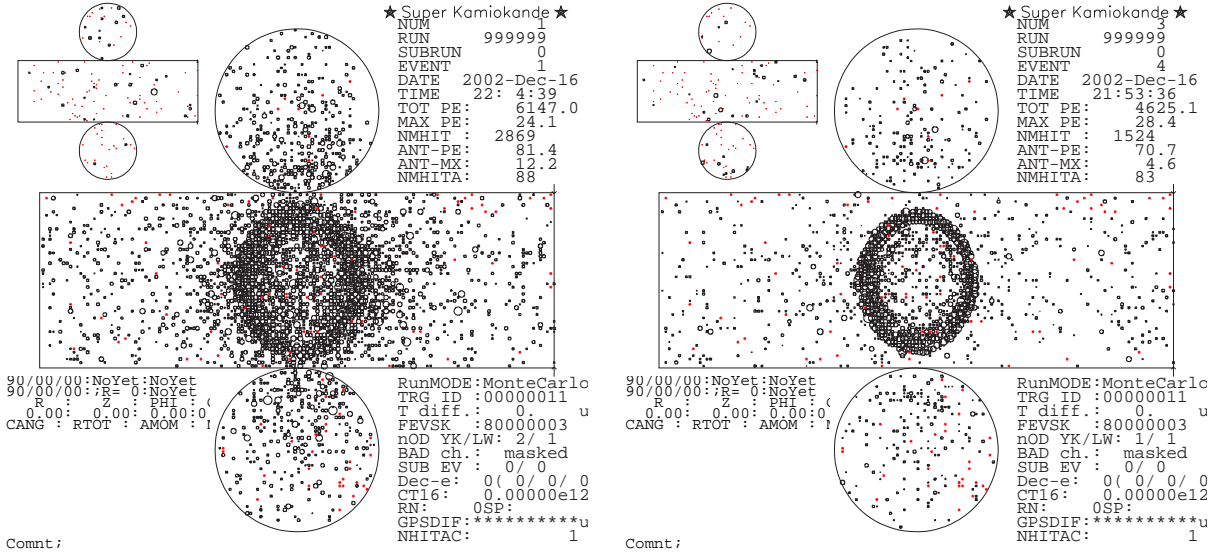 ★ Super Kamiokande ★
NUM 1
RUN 999999
SUBRUN 0
EVENT 1
DATE 2002-Dec-16
TIME 22: 4:39
TOT PE: 6147.0
MAX PE: 24.1
NMHIT : 2869
ANT-PE: 81.4
ANT-MX: 12.2
NMHITA: 88
90/00/00:NoYet:NoYet
90/00/00:;R= 0:NoYet
R : Z : PHI : (
0.00: 0.00: 0.00:0
CANG : RTOT : AMOM :
RunMODE:MonteCarlo
TRG ID :00000011
T diff.: 0. u
FEVSK :80000003
nOD YK/LW: 2/ 1
BAD ch.: masked
SUB EV : 0/ 0
Dec-e: 0( 0/ 0/ 0
CT16: 0.00000e12
RN: 0SP:
GPSDIF:**********u
NHITAC: 1
Comnt;
★ Super Kamiokande ★
NUM 3
RUN 999999
SUBRUN 0
EVENT 4
DATE 2002-Dec-16
TIME 21:53:36
TOT PE: 4625.1
MAX PE: 28.4
NMHIT : 1524
ANT-PE: 70.7
ANT-MX: 4.6
NMHITA: 83
90/00/00:NoYet:NoYet
90/00/00:;R= 0:NoYet
R : Z : PHI : (
0.00: 0.00: 0.00:0
CANG : RTOT : AMOM :
RunMODE:MonteCarlo
TRG ID :00000011
T diff.: 0. u
FEVSK :80000003
nOD YK/LW: 1/ 1
BAD ch.: masked
SUB EV : 0/ 0
Dec-e: 0( 0/ 0/ 0
CT16: 0.00000e12
RN: 0SP:
GPSDIF:**********u
NHITAC: 1
Comnt;